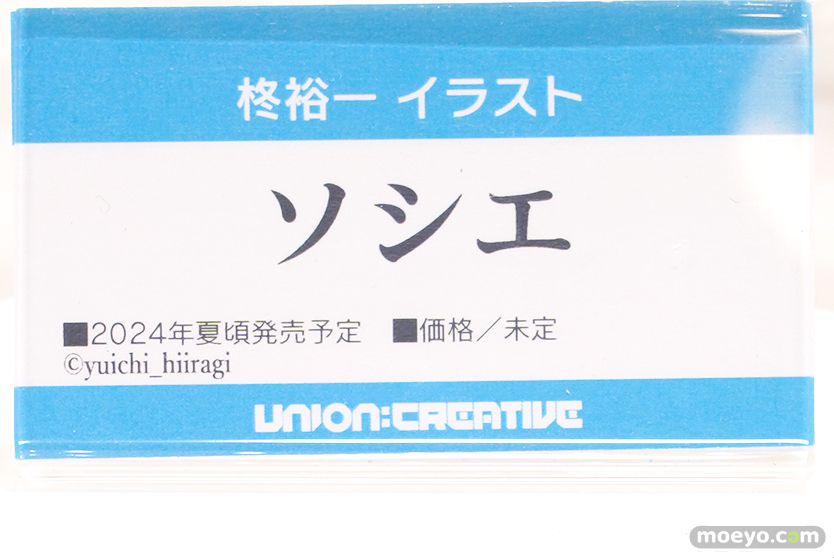 柊裕一 イラスト
ソシエ
■2024年夏頃発売予定 ■価格／未定
©yuichi_hiiragi
UNION:CREATIVE
moeyo.com